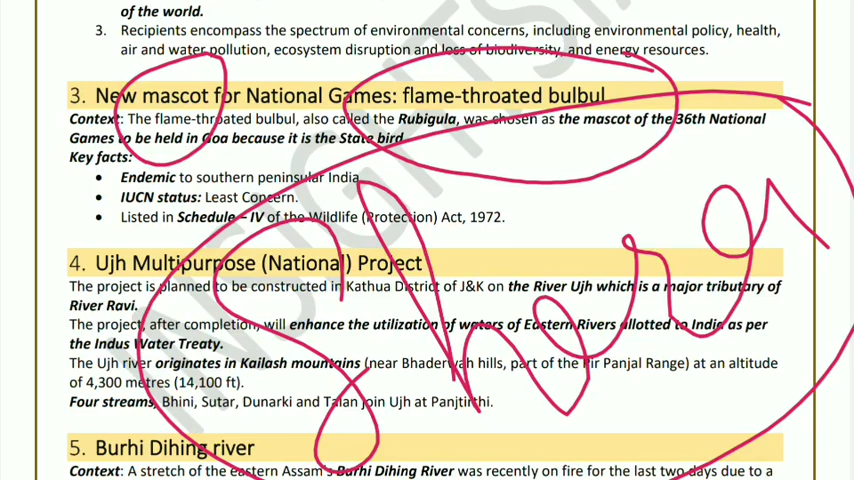 of the world.
3. Recipients encompass the spectrum of environmental concerns, including environmental policy, health,
air and water pollution, ecosystem disruption and loss of biodiversity, and energy resources.
3. New mascot for National Games: flame-throated bulbul
Context: The flame-throated bulbul, also called the Rubigula, was chosen as the mascot of the 36th National
Games to be held in Goa because it is the State bird.
Key facts:
• Endemic to southern peninsular India
• IUCN status: Least Concern.
• Listed in Schedule – IV of the Wildlife (Protection) Act, 1972.
4. Ujh Multipurpose (National) Project
The project is planned to be constructed in Kathua District of J&K on the River Ujh which is a major tributary of
River Ravi.
The project, after completion, will enhance the utilization of waters of Eastern Rivers allotted to India as per
the Indus Water Treaty.
The Ujh river originates in Kailash mountains (near Bhaderwah hills, part of the Pir Panjal Range) at an altitude
of 4,300 metres (14,100 ft).
Four streams, Bhini, Sutar, Dunarki and Talan join Ujh at Panjtirthi.
5. Burhi Dihing river
Context: A stretch of the eastern Assam's Burhi Dihing River was recently on fire for the last two days due to a